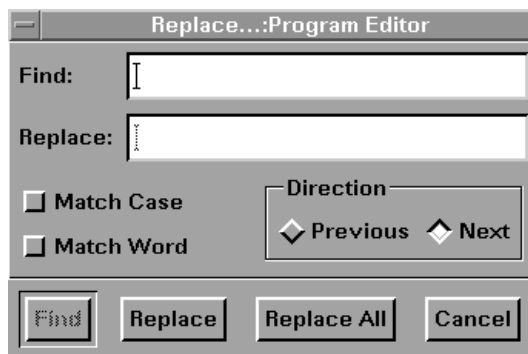 Replace...:Program Editor
Find:
Replace:
Match Case
Match Word
Direction
Previous Next
Find Replace Replace All Cancel